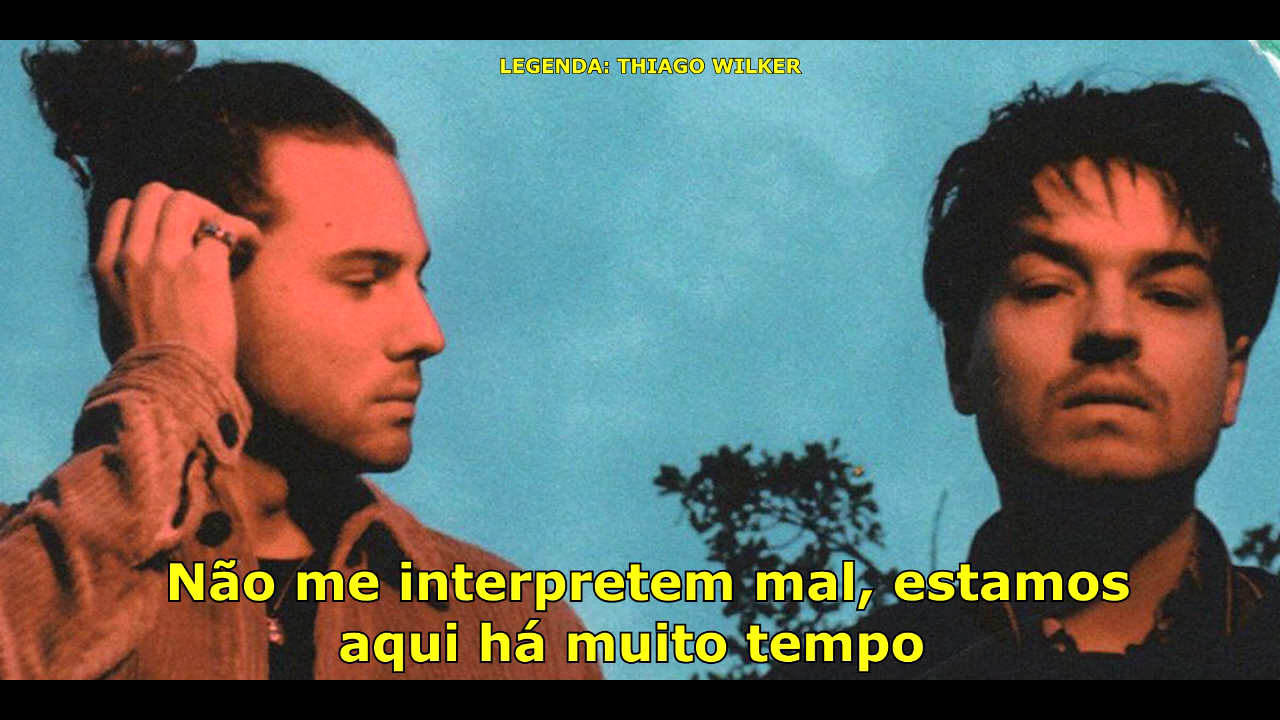 LEGENDA: THIAGO WILKER
Não me interpretem mal, estamos
aqui há muito tempo